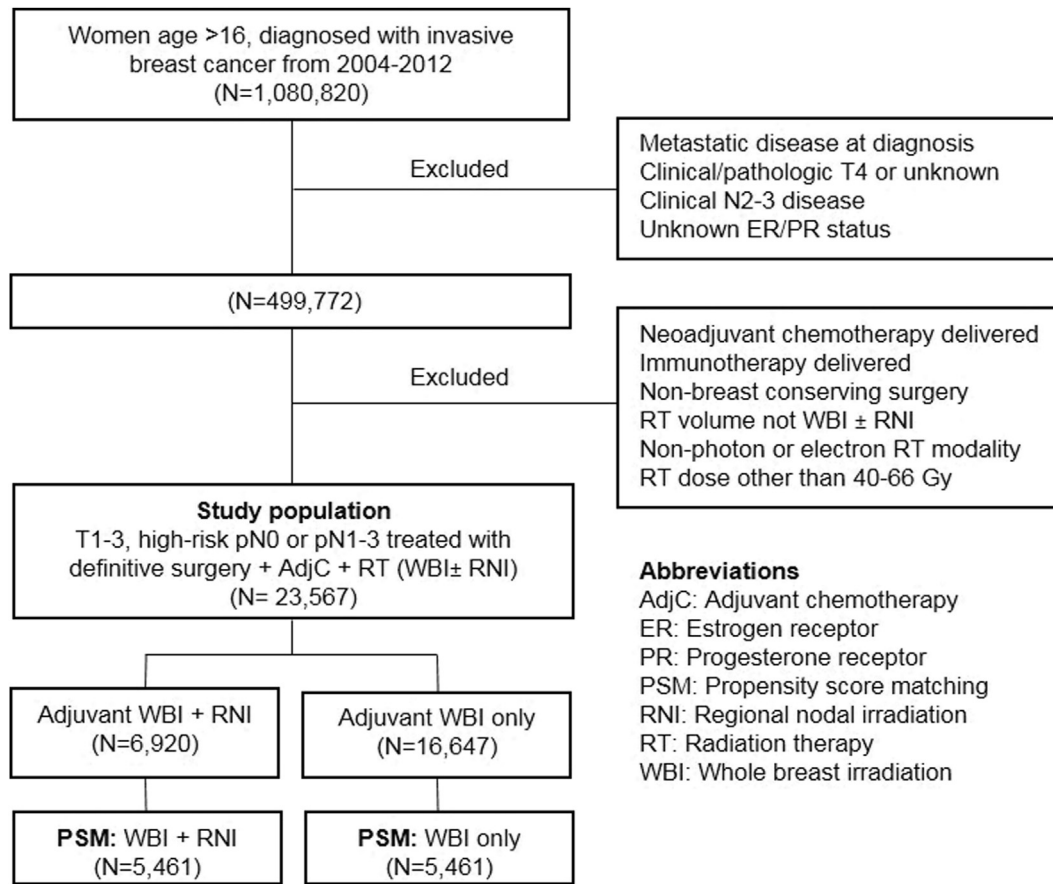 Women age >16, diagnosed with invasive
breast cancer from 2004-2012
(N=1,080,820)
Excluded
Metastatic disease at diagnosis
Clinical/pathologic T4 or unknown
Clinical N2-3 disease
Unknown ER/PR status
(N=499,772)
Excluded
Neoadjuvant chemotherapy delivered
Immunotherapy delivered
Non-breast conserving surgery
RT volume not WBI ± RNI
Non-photon or electron RT modality
RT dose other than 40-66 Gy
Study population
T1-3, high-risk pN0 or pN1-3 treated with
definitive surgery + AdjC + RT (WBI± RNI)
(N= 23,567)
Abbreviations
AdjC: Adjuvant chemotherapy
ER: Estrogen receptor
PR: Progesterone receptor
PSM: Propensity score matching
RNI: Regional nodal irradiation
RT: Radiation therapy
WBI: Whole breast irradiation
Adjuvant WBI + RNI
(N=6,920)
Adjuvant WBI only
(N=16,647)
PSM: WBI + RNI
(N=5,461)
PSM: WBI only
(N=5,461)